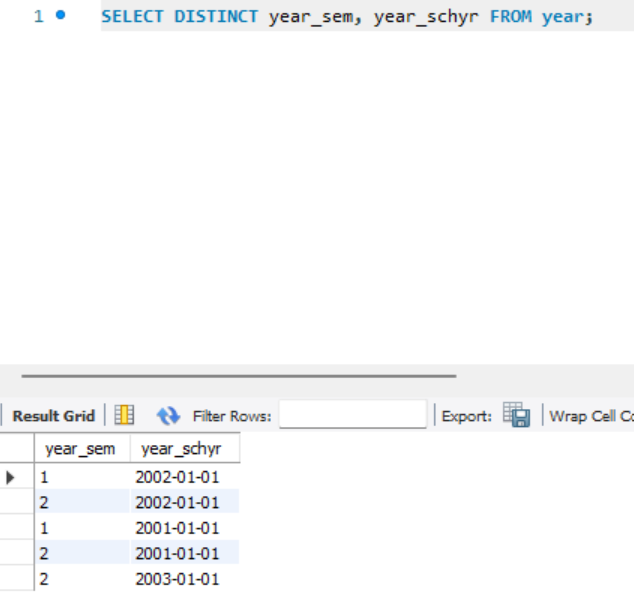 1 SELECT DISTINCT year_sem, year_schyr FROM year;
Result Grid Filter Rows: Export: Wrap Cell Co
year_sem year_schyr
1 2002-01-01
2 2002-01-01
1 2001-01-01
2 2001-01-01
2 2003-01-01